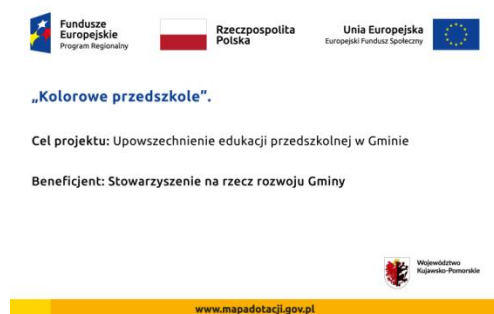 Fundusze
Europejskie
Program Regionalny
Rzeczpospolita
Polska
Unia Europejska
Europejski Fundusz Społeczny
„Kolorowe przedszkole”.
Cel projektu: Upowszechnienie edukacji przedszkolnej w Gminie
Beneficjent: Stowarzyszenie na rzecz rozwoju Gminy
Województwo
Kujawsko-Pomorskie
www.mapadotacji.gov.pl